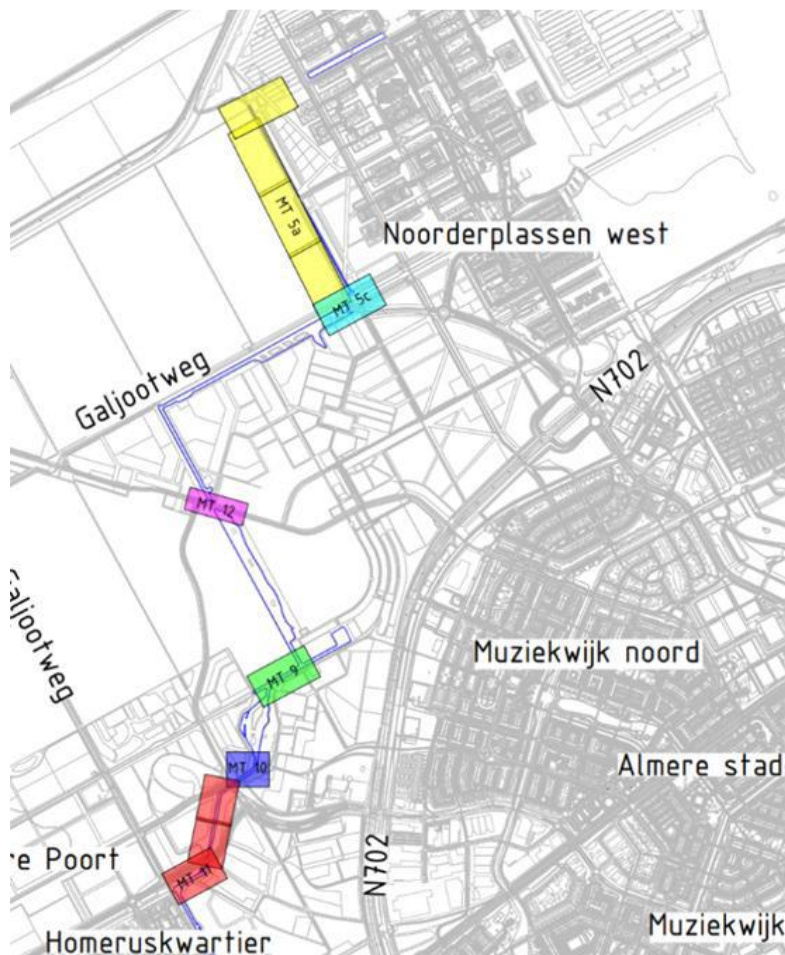 MT 5a
Noorderplassen west
MT 5c
Galjootweg
N702
MT 12
Galjootweg
Muziekwijk noord
MT 9
Almere stad
MT 10
re Poort
MT 11
N702
Muziekwijk
Homeruskwartier